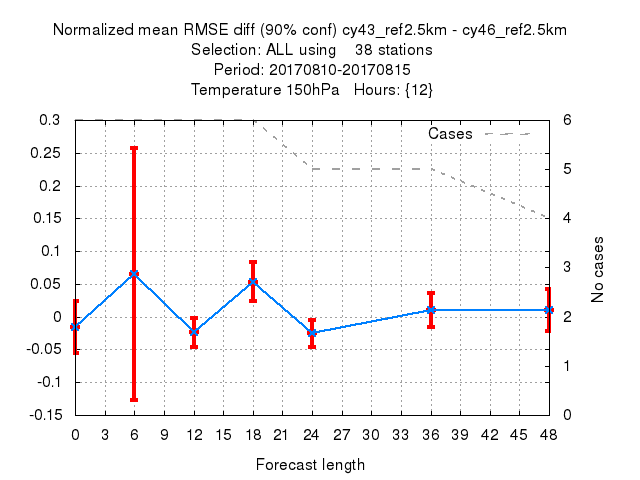 Normalized mean RMSE diff (90% conf) cy43_ref2.5km - cy46_ref2.5km
Selection: ALL using    38 stations
Period: 20170810-20170815
Temperature 150hPa   Hours: {12}
Cases
0.3
0.25
0.2
0.15
0.1
0.05
0
-0.05
-0.1
-0.15
6
5
4
3
2
1
0
No cases
0 3 6 9 12 15 18 21 24 27 30 33 36 39 42 45 48
Forecast length